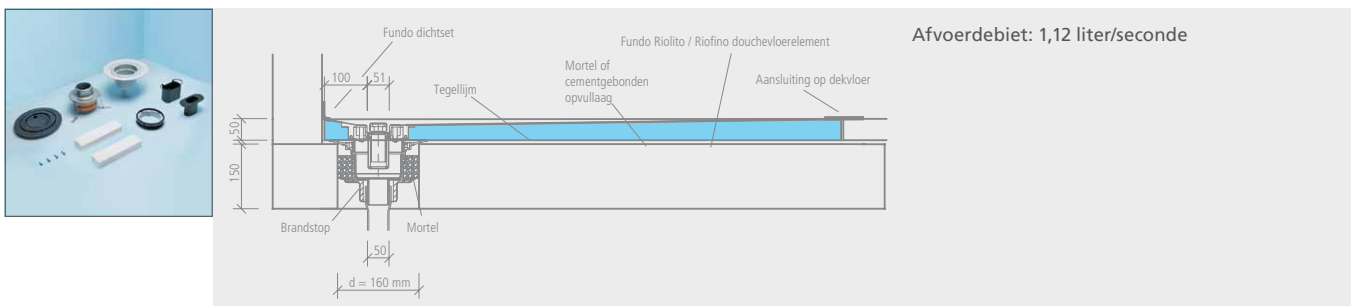 Fundo dichtset
Fundo Riolito / Riofino douchevloerelement
Afvoerdebiet: 1,12 liter/seconde
Mortel of
cementgebonden
opvullaag
Aansluiting op dekvloer
100
51
Tegellijm
50
150
Brandstop
Mortel
50
d = 160 mm